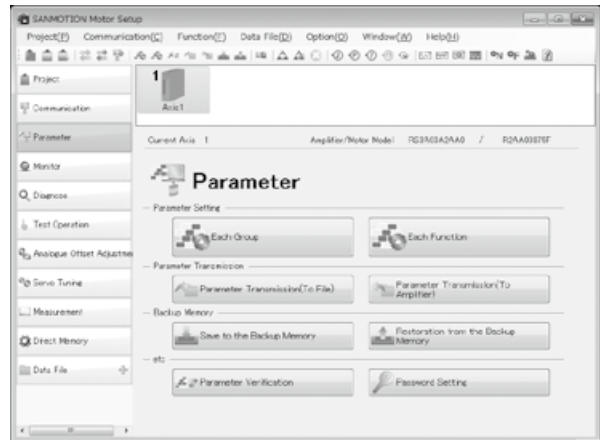 SANMOTION Motor Setup
Project(P) Communication(C) Function(F) Data File(D) Option(O) Window(W) Help(H)
Project
1
Axis1
Communication
Parameter
Current Axis 1 Amplifier/Motor Model /
Monitor
Parameter
Diagnose
Parameter Setting
Test Operation
Each Group Each Function
Analogue Offset Adjustme
Parameter Transmission
Servo Tuning
Parameter Transmission(To File) Parameter Transmission(To
Amplifier)
Measurement
Backup Memory
Direct Memory
Save to the Backup Memory Restoration from the Backup
Memory
Data File
etc
Parameter Verification Password Setting